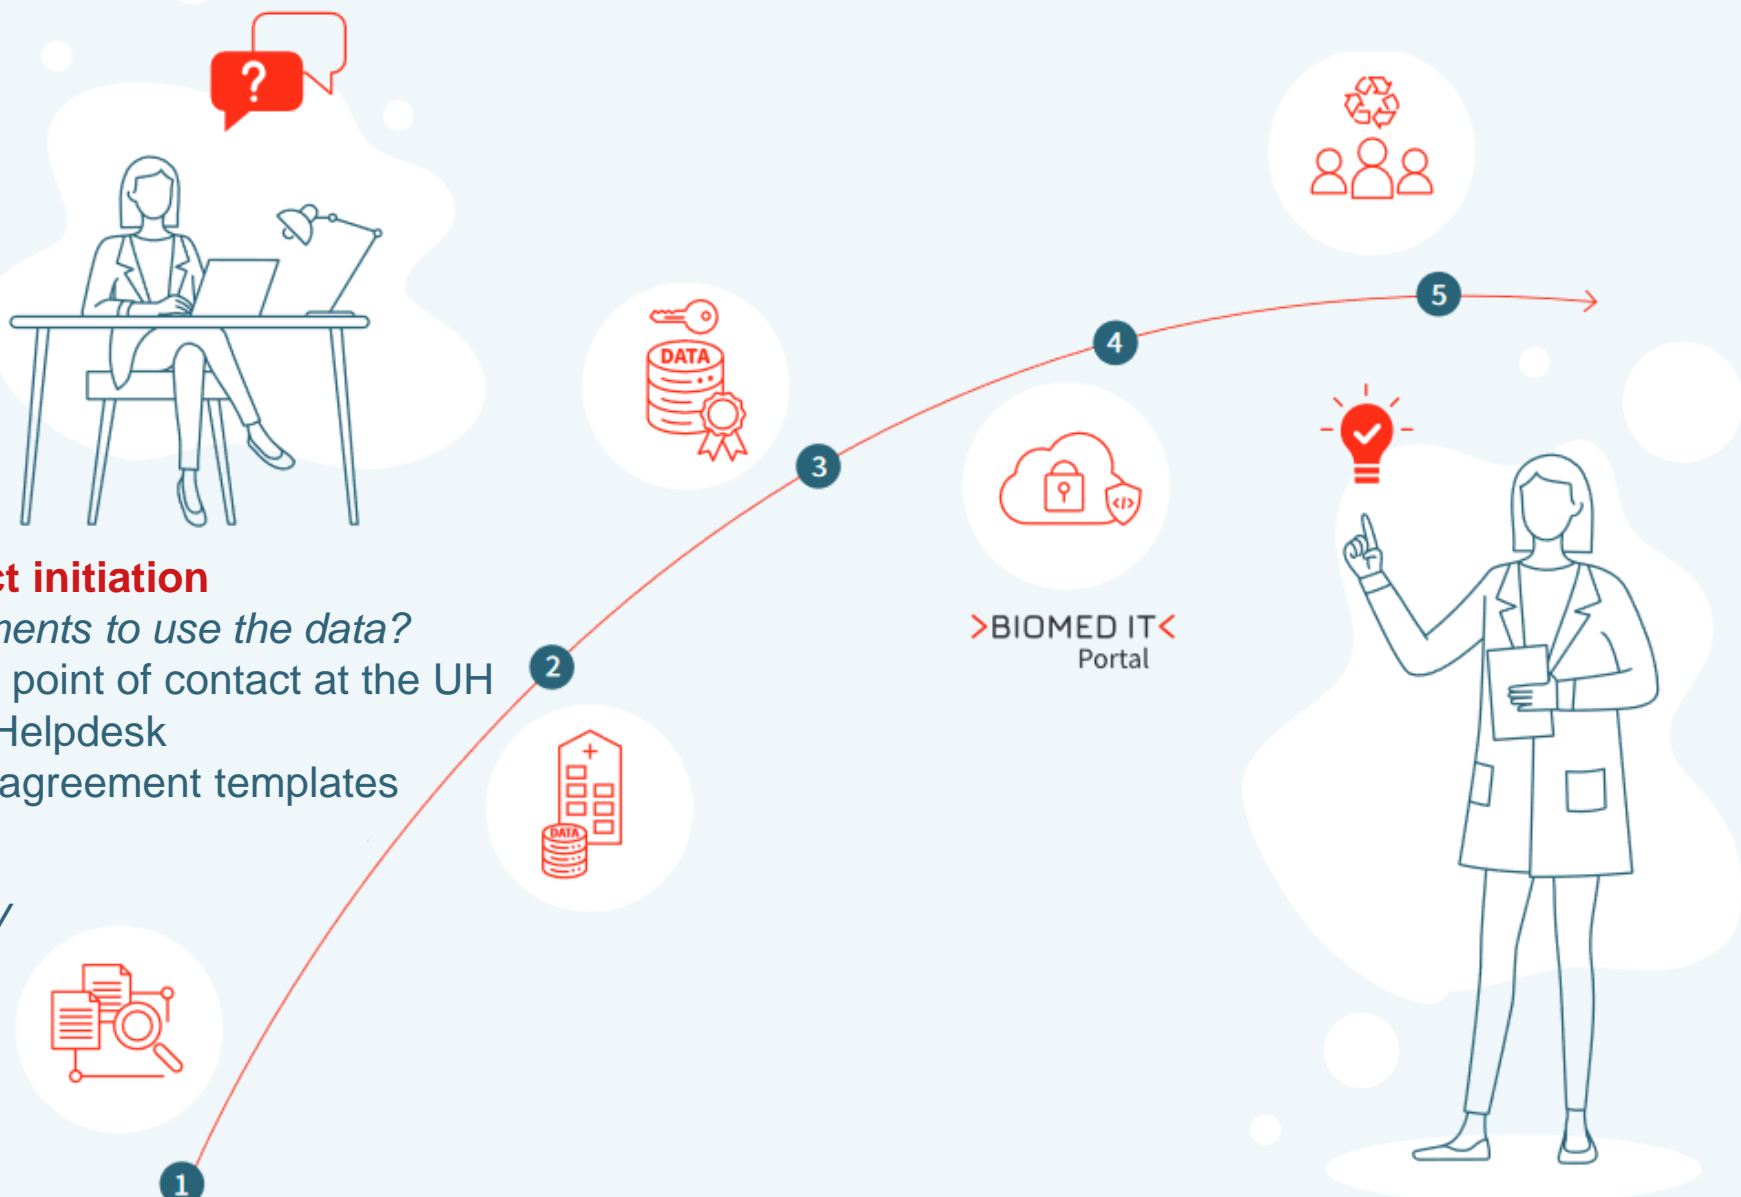 ?
5
4
DATA
3
</>
ct initiation
ments to use the data?
point of contact at the UH
Helpdesk
agreement templates
>BIOMED IT<
Portal
2
DATA
y
1